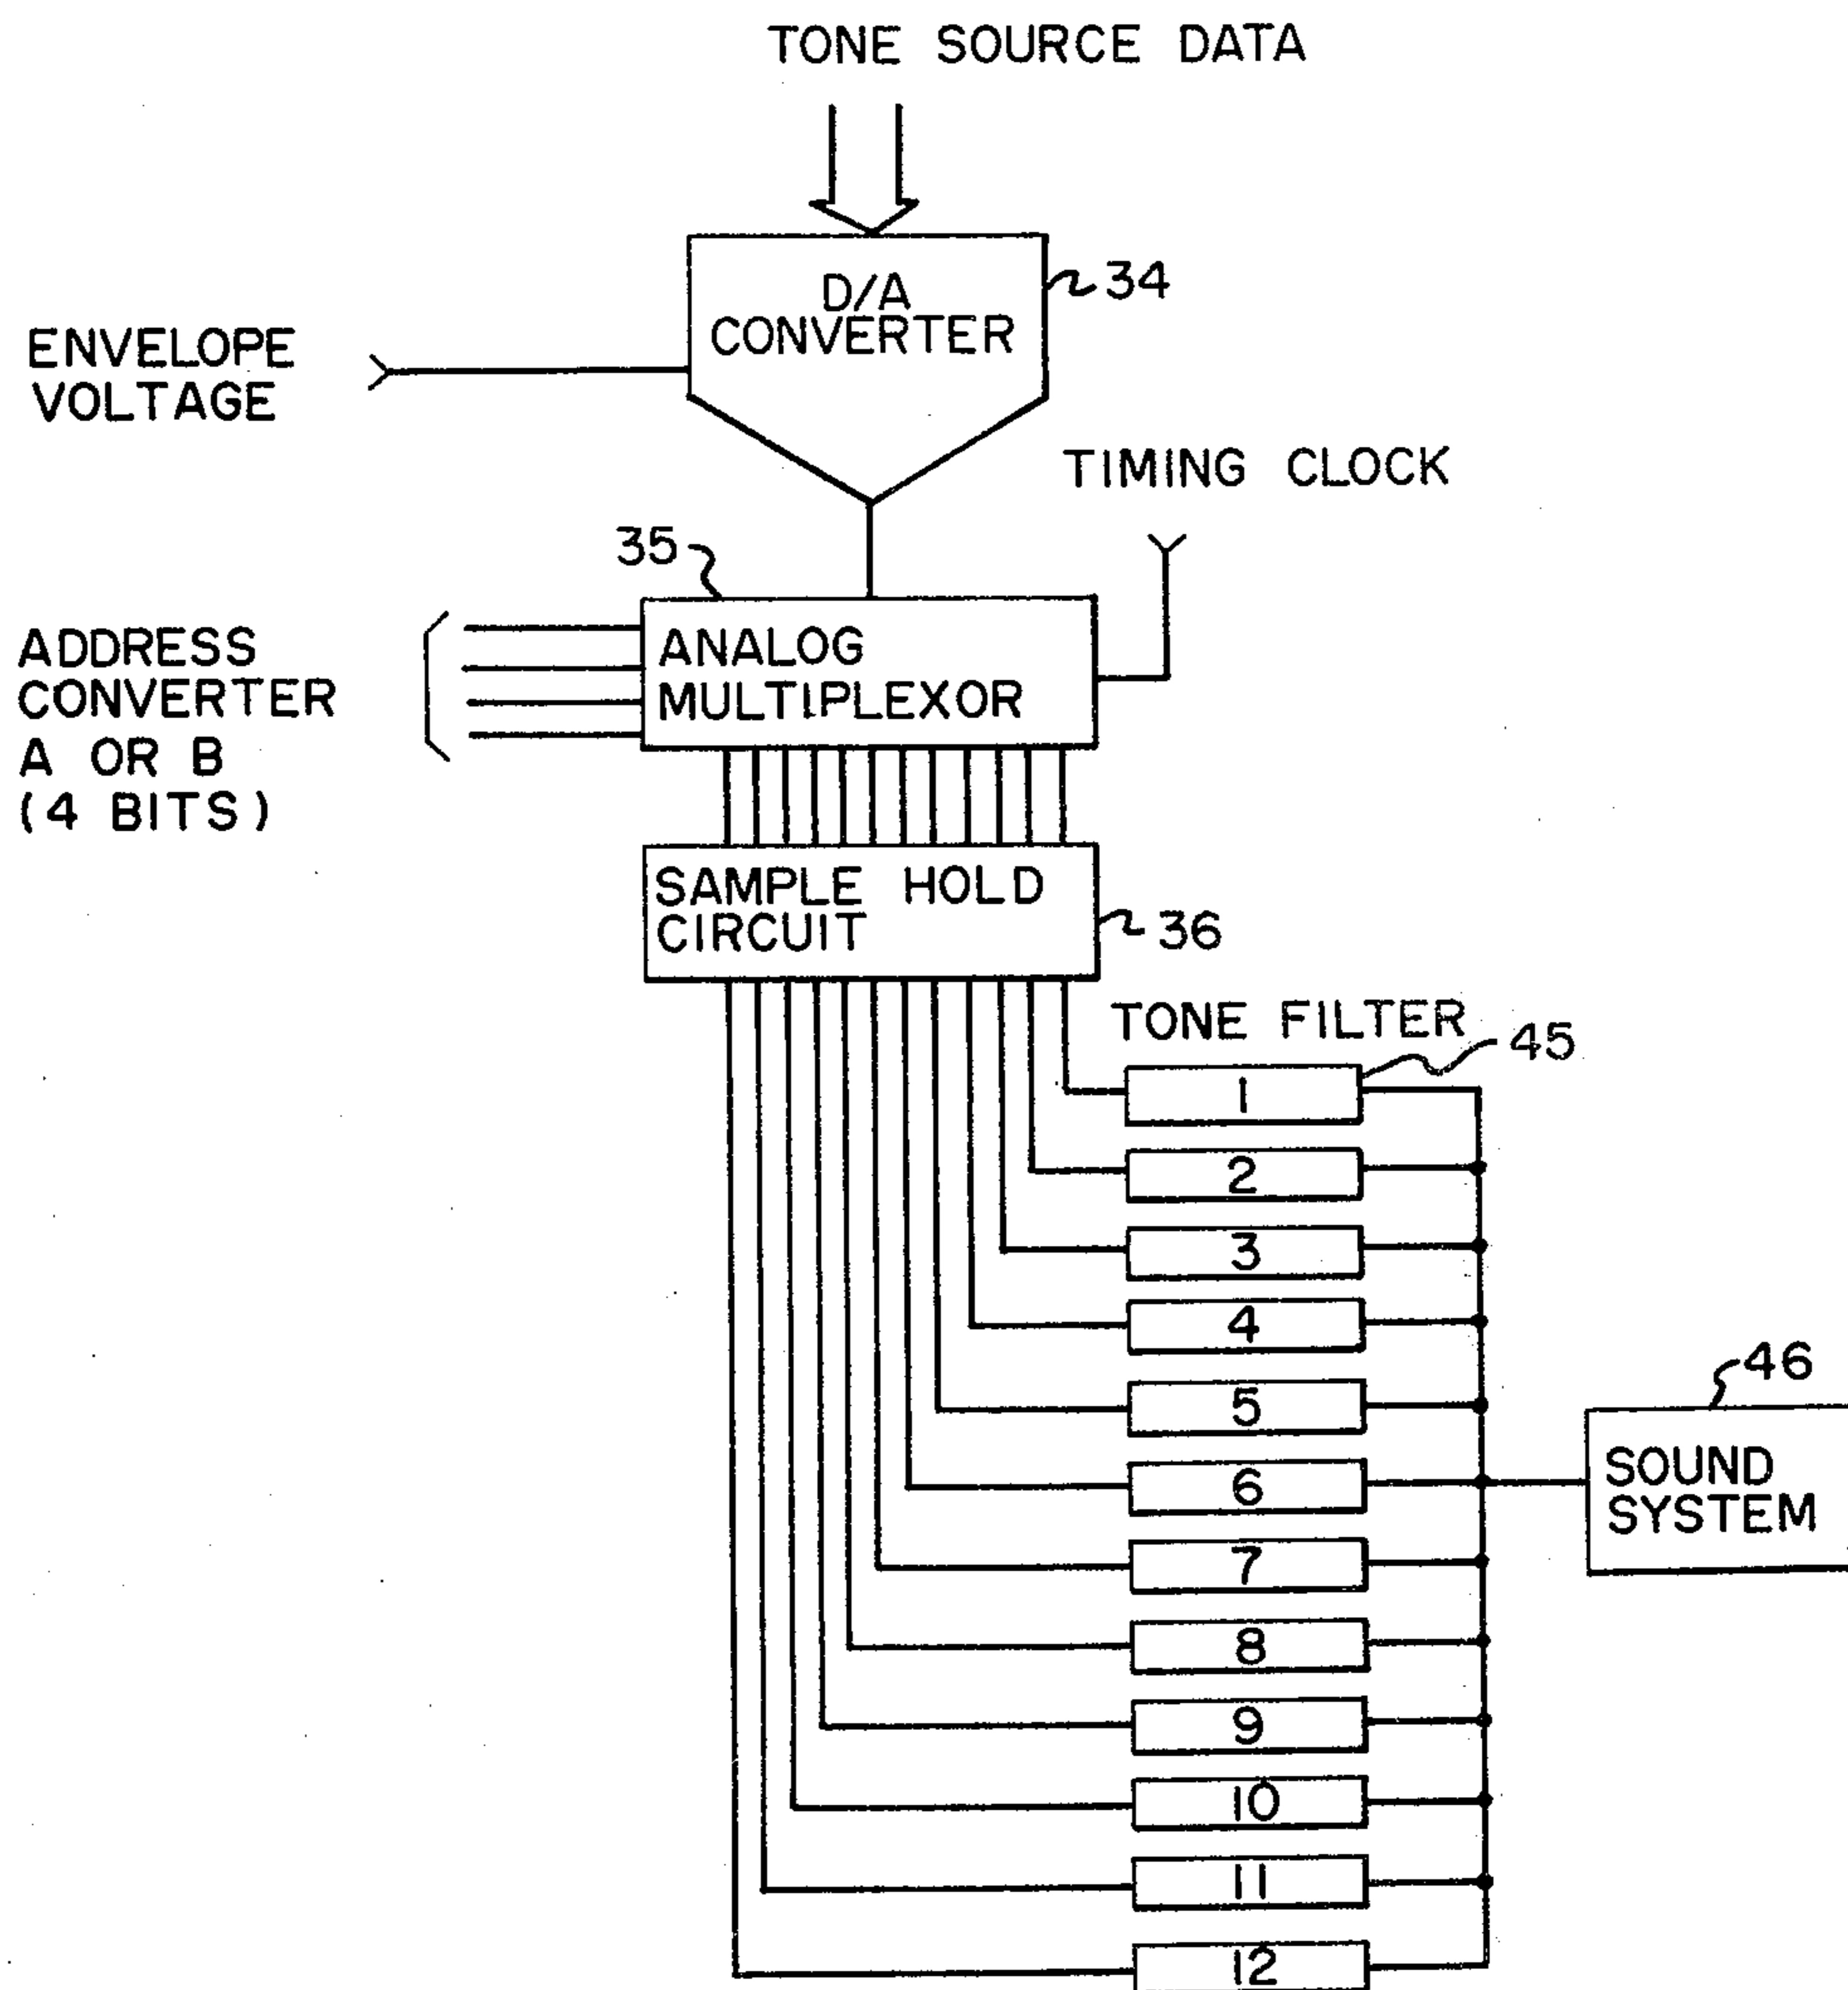 TONE SOURCE DATA
D/A
CONVERTER
34
ENVELOPE
VOLTAGE
TIMING CLOCK
35
ADDRESS
CONVERTER
A OR B
(4 BITS)
ANALOG
MULTIPLEXOR
SAMPLE HOLD
CIRCUIT
36
TONE FILTER
45
1
2
3
4
5
6
7
8
9
10
11
12
46
SOUND
SYSTEM